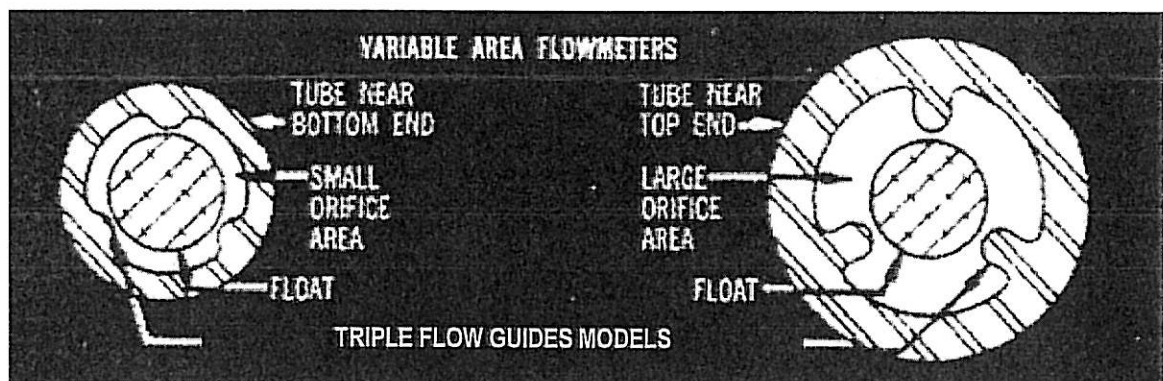 VARIABLE AREA FLOWMETERS
TUBE NEAR
BOTTOM END
SMALL
ORIFICE
AREA
FLOAT
TUBE NEAR
TOP END
LARGE
ORIFICE
AREA
FLOAT
TRIPLE FLOW GUIDES MODELS